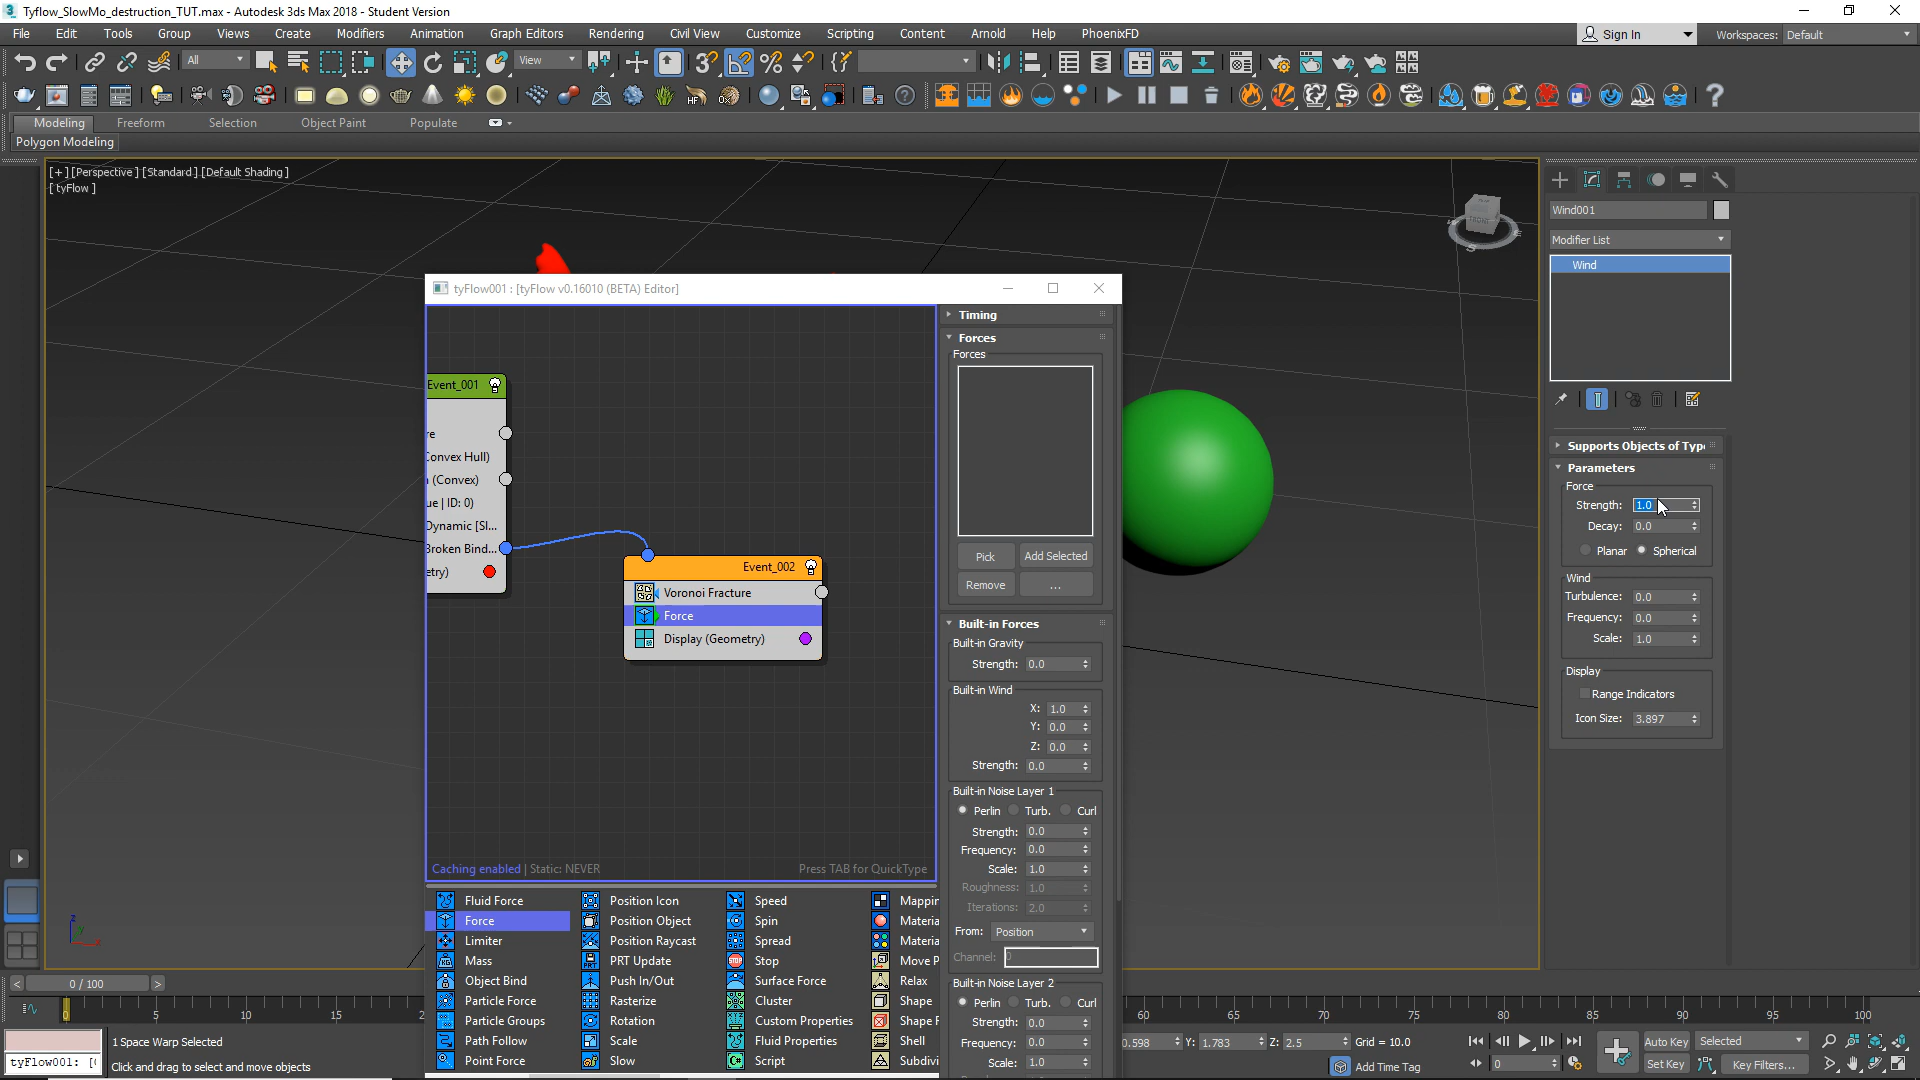 Tyflow_SlowMo_destruction_TUT.max - Autodesk 3ds Max 2018 - Student Version
File Edit Tools Group Views Create Modifiers Animation Graph Editors Rendering Civil View Customize Scripting Content Arnold Help PhoenixFD
Sign In Workspaces: Default
All View
Modeling Freeform Selection Object Paint Populate
Polygon Modeling
[+] [Perspective] [Standard] [Default Shading]
[ tyFlow ]
FRONT
tyFlow001 : [tyFlow v0.16010 (BETA) Editor]
Event_001
re
Convex Hull)
(Convex)
ue | ID: 0)
Dynamic [Sl...
Broken Bind...
etry)
Event_002
Voronoi Fracture
Force
Display (Geometry)
Caching enabled | Static: NEVER
Press TAB for QuickType
Timing
Forces
Forces
Pick Add Selected
Remove ...
Built-in Forces
Built-in Gravity
Strength: 0.0
Built-in Wind
X: 1.0
Y: 0.0
Z: 0.0
Strength: 0.0
Built-in Noise Layer 1
Perlin Turb. Curl
Strength: 0.0
Frequency: 0.0
Scale: 1.0
Roughness: 1.0
Iterations: 2.0
From: Position
Channel: 0
Built-in Noise Layer 2
Perlin Turb. Curl
Strength: 0.0
Frequency: 0.0
Scale: 1.0
Fluid Force Position Icon Speed Mappin
Force Position Object Spin Materia
Limiter Position Raycast Spread Materia
Mass PRT Update Stop Move P
Object Bind Push In/Out Surface Force Relax
Particle Force Rasterize Cluster Shape
Particle Groups Rotation Custom Properties Shape F
Path Follow Scale Fluid Properties Shell
Point Force Slow Script Subdivi
Wind001
Modifier List
Wind
Supports Objects of Typ
Parameters
Force
Strength: 1.0
Decay: 0.0
Planar Spherical
Wind
Turbulence: 0.0
Frequency: 0.0
Scale: 1.0
Display
Range Indicators
Icon Size: 3.897
0 / 100
0 5 10 15 2 60 65 70 75 80 85 90 95 100
tyFlow001: [(
1 Space Warp Selected
Click and drag to select and move objects
0.598 Y: 1.783 Z: 2.5 Grid = 10.0
Add Time Tag
0
Auto Key Selected
Set Key Key Filters...